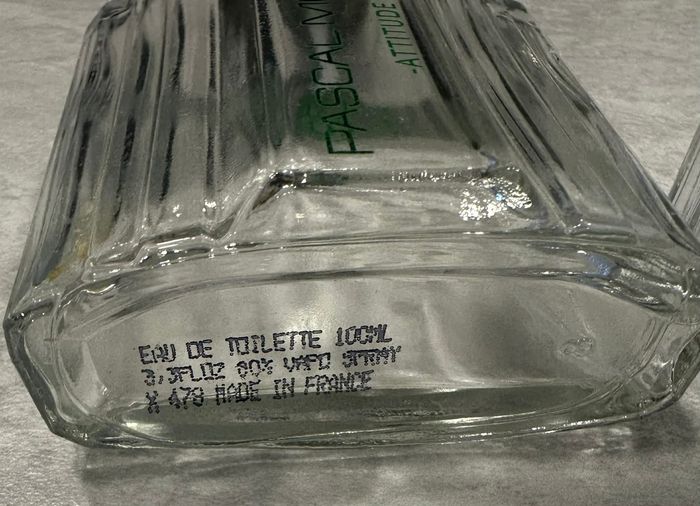 PASCAL M
-ATTITUDE
EAU DE TOILETTE 100ML
3,3FLOZ 80% VAPO SPRAY
X 478 MADE IN FRANCE